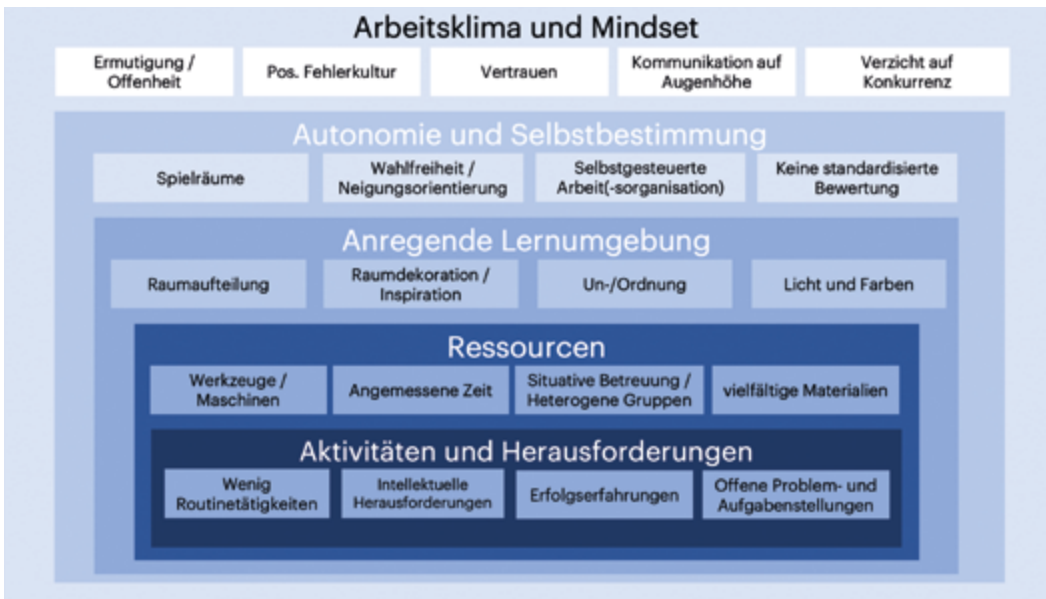 Arbeitsklima und Mindset
Ermutigung /
Offenheit
Pos. Fehlerkultur
Vertrauen
Kommunikation auf
Augenhöhe
Verzicht auf
Konkurrenz
Autonomie und Selbstbestimmung
Spielräume
Wahlfreiheit /
Neigungsorientierung
Selbstgesteuerte
Arbeit(-sorganisation)
Keine standardisierte
Bewertung
Anregende Lernumgebung
Raumaufteilung
Raumdekoration /
Inspiration
Un-/Ordnung
Licht und Farben
Ressourcen
Werkzeuge /
Maschinen
Angemessene Zeit
Situative Betreuung /
Heterogene Gruppen
vielfältige Materialien
Aktivitäten und Herausforderungen
Wenig
Routinetätigkeiten
Intellektuelle
Herausforderungen
Erfolgserfahrungen
Offene Problem- und
Aufgabenstellungen